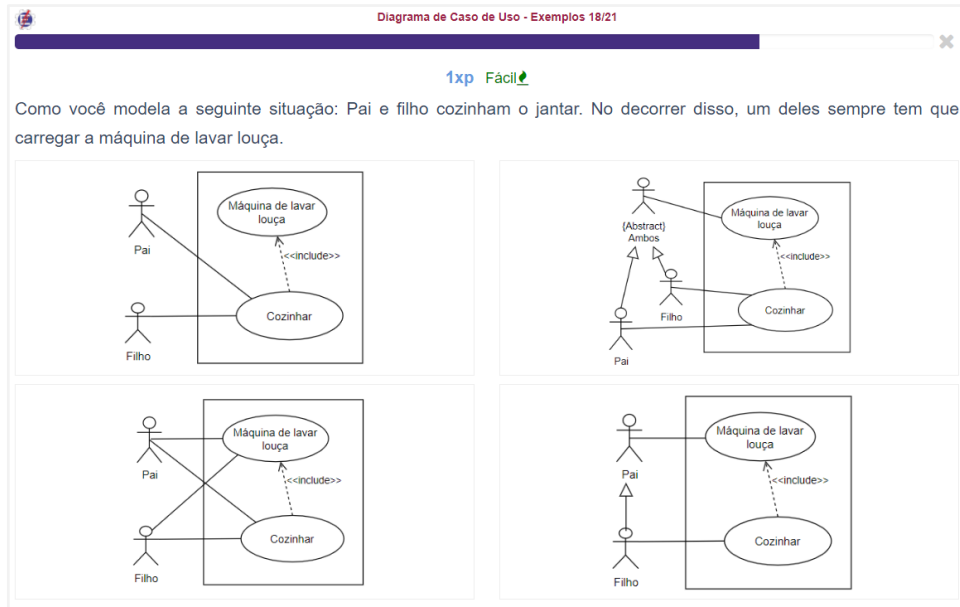 Diagrama de Caso de Uso - Exemplos 18/21
1xp Fácil
Como você modela a seguinte situação: Pai e filho cozinham o jantar. No decorrer disso, um deles sempre tem que
carregar a máquina de lavar louça.
Máquina de lavar
louça
Pai
<<include>>
Cozinhar
Filho
Máquina de lavar
louça
{Abstract}
Ambos
<<include>>
Filho
Cozinhar
Pai
Máquina de lavar
louça
Pai
<<include>>
Cozinhar
Filho
Máquina de lavar
louça
Pai
<<include>>
Cozinhar
Filho